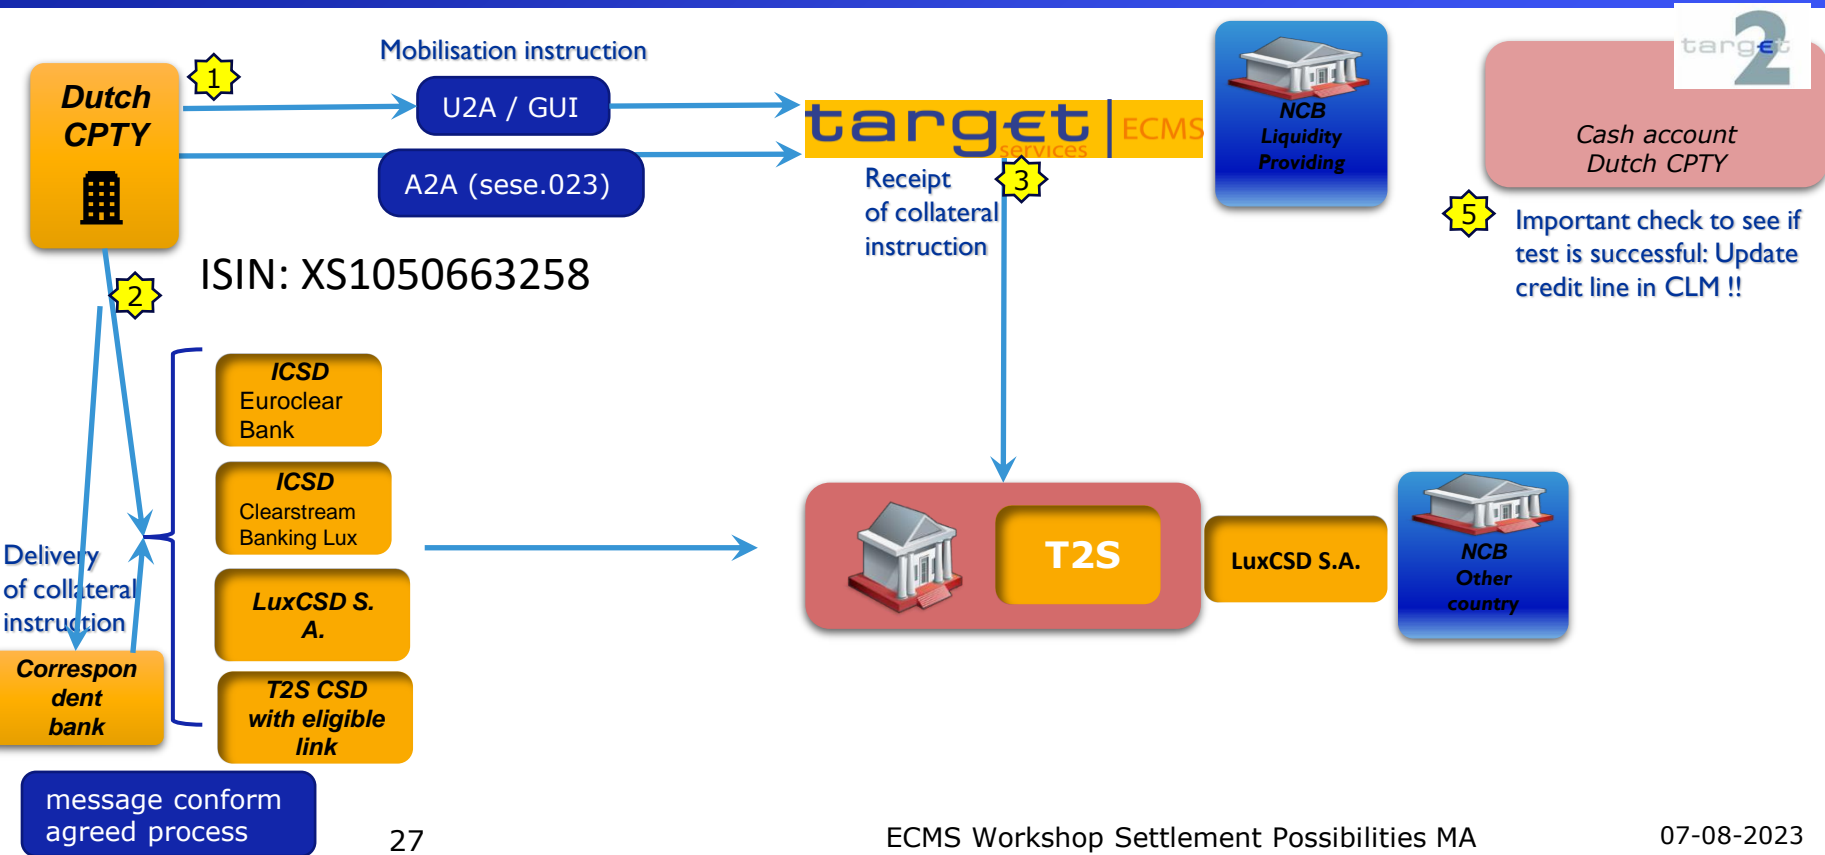 Mobilisation instruction
1
Dutch
CPTY
U2A / GUI
A2A (sese.023)
target
services
ECMS
NCB
Liquidity
Providing
target
2
Cash account
Dutch CPTY
Receipt
of collateral
instruction
3
5
Important check to see if
test is successful: Update
credit line in CLM !!
ISIN: XS1050663258
2
ICSD
Euroclear
Bank
ICSD
Clearstream
Banking Lux
LuxCSD S.
A.
T2S CSD
with eligible
link
Delivery
of collateral
instruction
Correspon
dent
bank
T2S
LuxCSD S.A.
NCB
Other
country
message conform
agreed process
27
ECMS Workshop Settlement Possibilities MA
07-08-2023